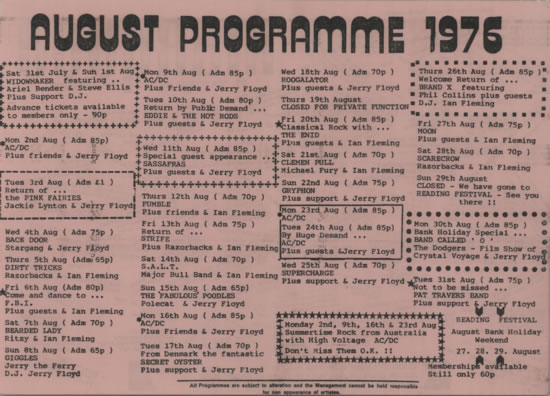 AUGUST PROGRAMME 1976
Sat 31st July & Sun 1st Aug
WIDOWMAKER featuring ..
Ariel Bender & Steve Ellis
Plus Support D.J.
Advance tickets available
to members only - 90p
Mon 2nd Aug ( Adm 85p)
AC/DC
Plus friends & Jerry Floyd
Tues 3rd Aug ( Adm £1 )
Return of ...
the PINK FAIRIES
Jackie Lynton & Jerry Floyd
Wed 4th Aug ( Adm 75p )
BACK DOOR
Stargang & Jerry Floyd
Thurs 5th Aug (Adm 65p)
DIRTY TRICKS
Razorbacks & Ian Fleming
Fri 6th Aug (Adm 80p)
Come and dance to ...
F.B.I.
Plus guests & Ian Fleming
Sat 7th Aug ( Adm 70p )
BEARDED LADY
Ritzy & Ian Fleming
Sun 8th Aug ( Adm 65p )
GIGGLES
Jerry the Ferry
D.J. Jerry Floyd
Mon 9th Aug ( Adm 85p )
AC/DC
Plus Friends & Jerry Floyd
Tues 10th Aug ( Adm 80p )
Return by Public Demand ...
EDDIE & THE HOT RODS
Plus guests & Jerry Floyd
Wed 11th Aug ( Adm 85p )
Special guest appearance ..
SASSAFRAS
Plus guests & Jerry Floyd
Thurs 12th Aug ( Adm 70p )
FUMBLE
Plus friends & Ian Fleming
Fri 13th Aug ( Adm 75p )
Return of...
STRIFE
Plus Razorbacks & Ian Fleming
Sat 14th Aug ( Adm 70p )
S.A.L.T.
Major Bull Band & Ian Fleming
Sun 15th Aug ( Adm 65p)
THE FABULOUS POODLES
Polecat & Jerry Floyd
Mon 16th Aug ( Adm 85p )
AC/DC
Plus Friends & Jerry Floyd
Tues 17th Aug ( Adm 70p )
From Denmark the fantastic
SECRET OYSTER
Plus support & Jerry Floyd
Wed 18th Aug ( Adm 70p )
ROOGALATOR
Plus guests & Jerry Floyd
Thurs 19th August
CLOSED FOR PRIVATE FUNCTION
Fri 20th Aug ( Adm 85p )
Classical Rock with ...
THE ENID
Plus guests & Ian Fleming
Sat 21st Aug ( Adm 70p )
CLEMEN PULL
Michael Fury & Ian Fleming
Sun 22nd Aug ( Adm 75p )
GRYPHON
Plus support & Jerry Floyd
Mon 23rd Aug ( Adm 85p )
Tues 24th Aug ( Adm 85p)
By Huge Demand ...
AC/DC
Plus guests & Jerry Floyd
Wed 25th Aug ( Adm 70p )
SUPERCHARGE
Plus support & Jerry Floyd
Monday 2nd, 9th, 16th & 23rd Aug
Summertime Rock from Australia
with High Voltage AC/DC
Don't Miss Them O.K. !!
Thurs 26th Aug ( Adm 85p )
Welcome Return of ...
BRAND X featuring
Phil Collins plus guests
D.J. Ian Fleming
Fri 27th Aug ( Adm 75p )
MOON
Plus guests & Ian Fleming
Sat 28th Aug ( Adm 70p )
SCARECROW
Razorbacks & Ian Fleming
Sun 29th August
CLOSED - We have gone to
READING FESTIVAL - See you
there !!
Mon 30th Aug ( Adm 85p )
Bank Holiday Special ...
BAND CALLED ' O '
The Dodgers - Film Show of
Crystal Voyage & Jerry Floyd
Tues 31st Aug ( Adm 75p )
Not to be missed ...
PAT TRAVERS BAND
Plus support & Jerry Floyd
READING FESTIVAL
August Bank Holiday
Weekend
27. 28. 29. August
Memberships available
Still only 60p
All Programmes are subject to alteration and the Management cannot be held responsible
for non appearance of artistes.